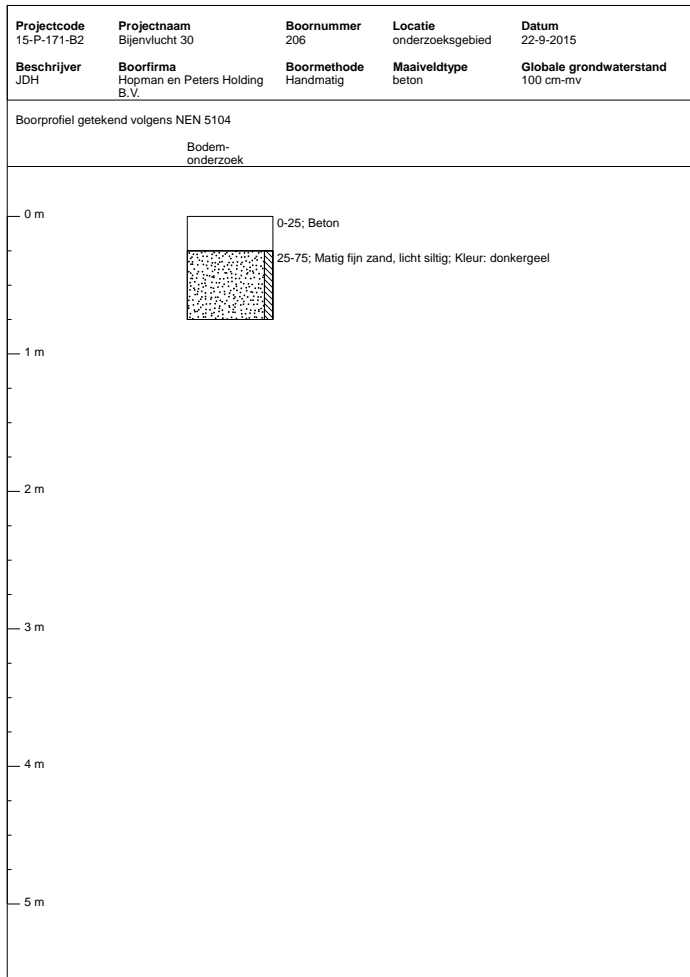 Projectcode Projectnaam Boornummer Locatie Datum
15-P-171-B2 Bijenvlucht 30 206 onderzoeksgebied 22-9-2015
Beschrijver Boorfirma Boormethode Maaiveldtype Globale grondwaterstand
JDH Hopman en Peters Holding Handmatig beton 100 cm-mv
B.V.
Boorprofiel getekend volgens NEN 5104
Bodem-
onderzoek
0 m
0-25; Beton
25-75; Matig fijn zand, licht siltig; Kleur: donkergeel
1 m
2 m
3 m
4 m
5 m